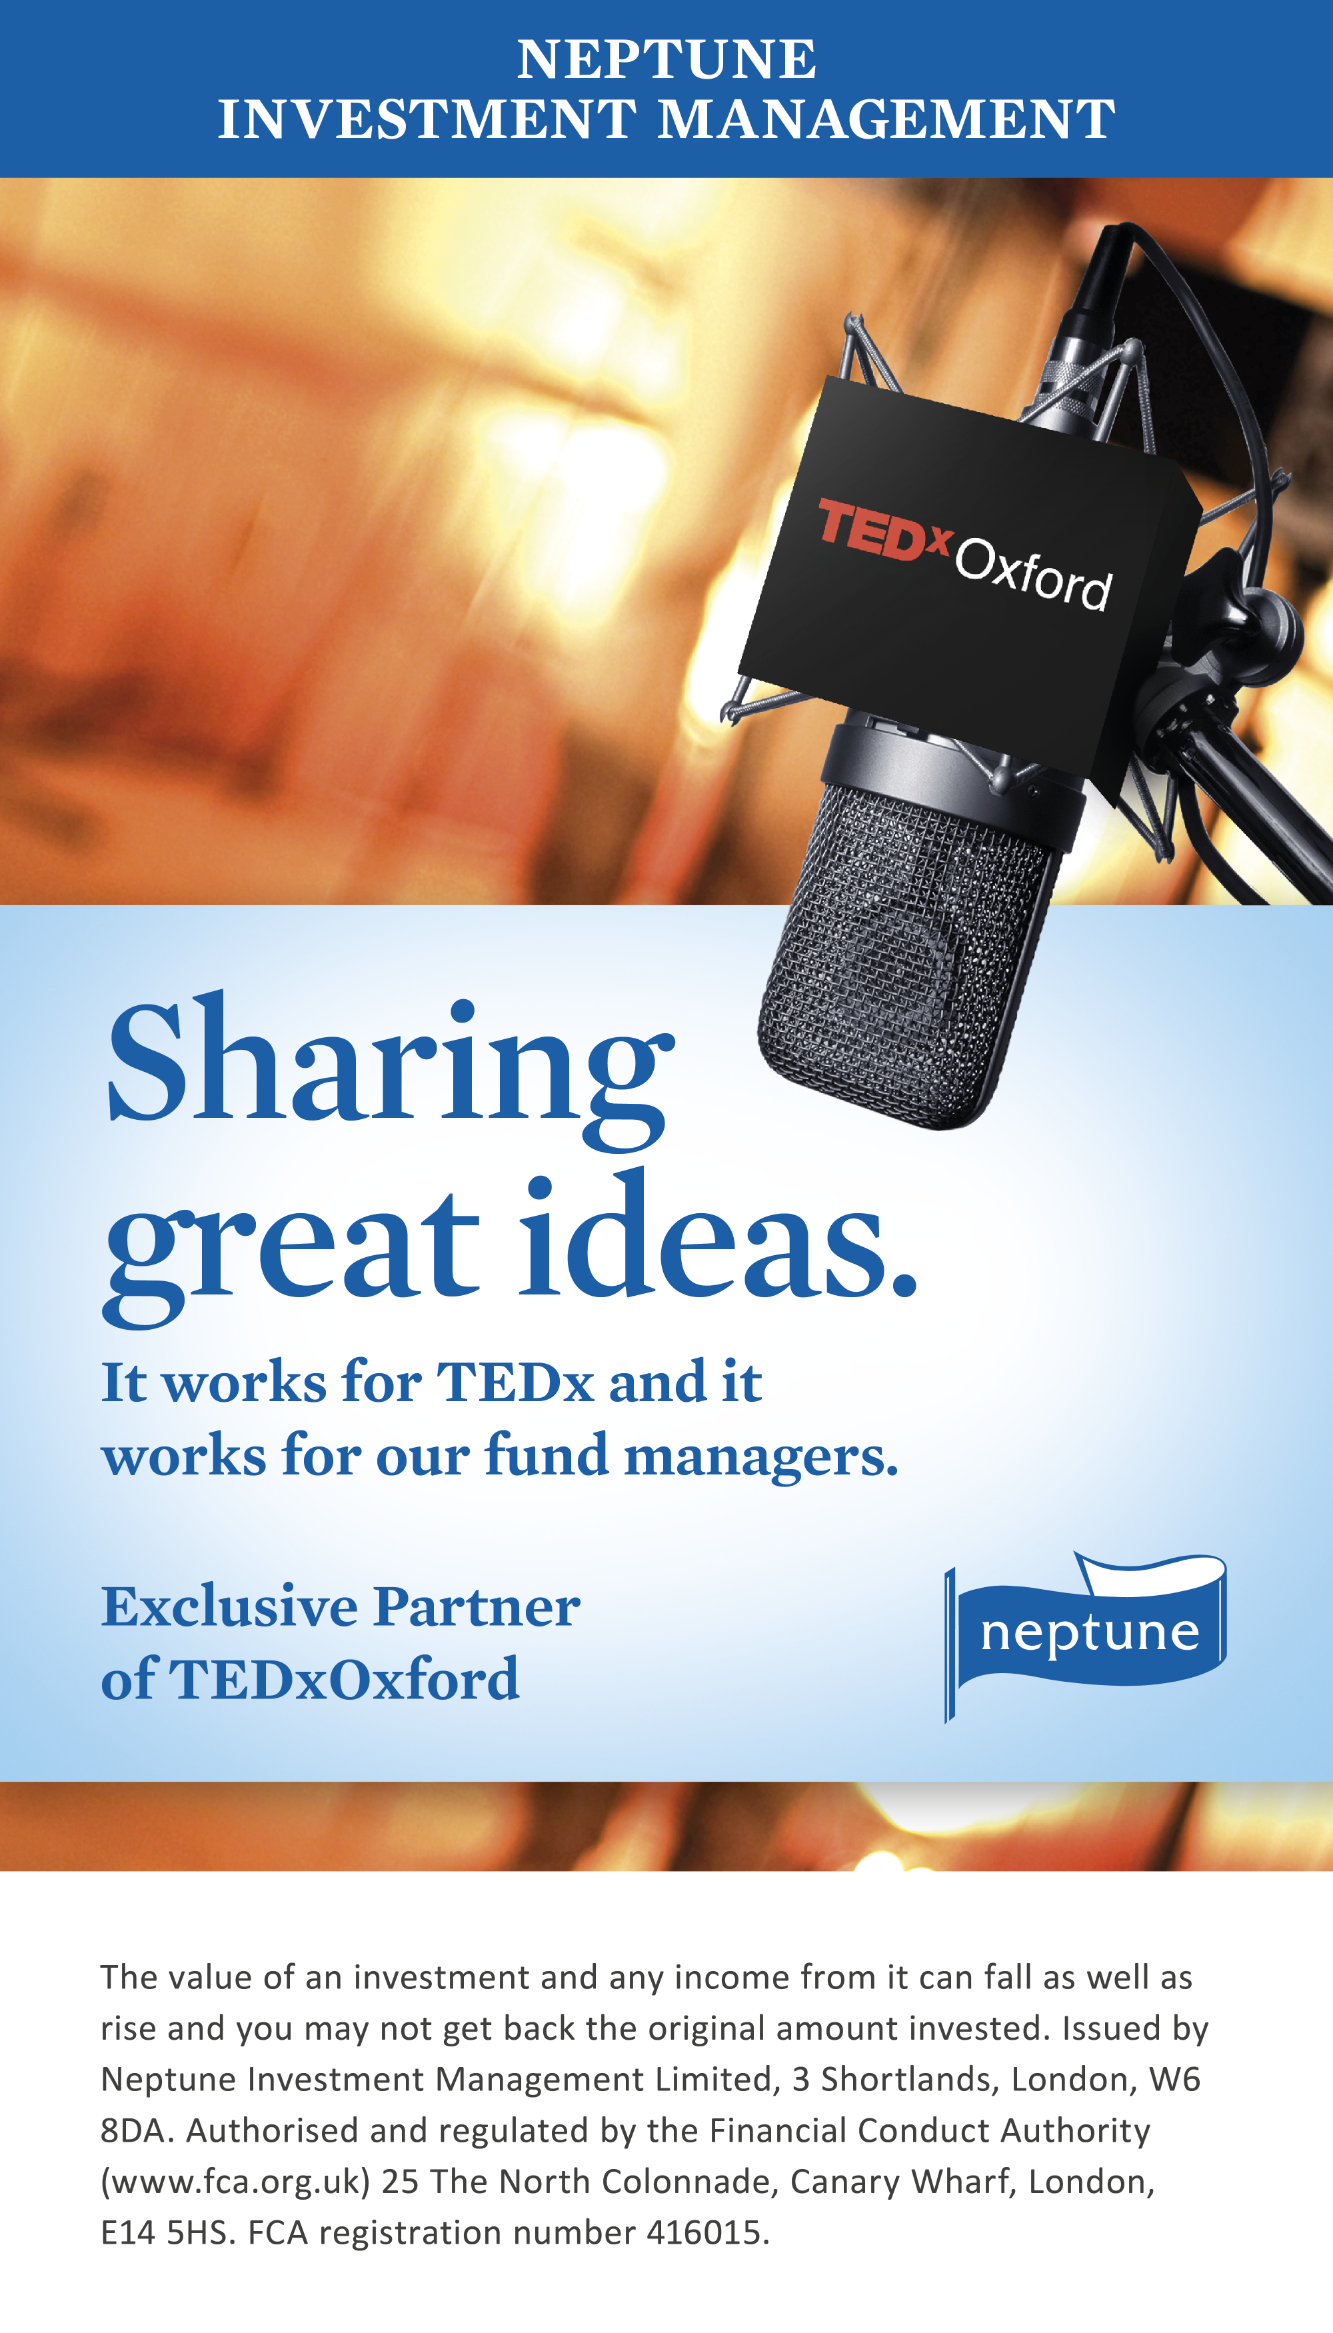 NEPTUNE
INVESTMENT MANAGEMENT
TEDx Oxford
Sharing
great ideas.
It works for TEDx and it
works for our fund managers.
Exclusive Partner
of TEDxOxford
neptune
The value of an investment and any income from it can fall as well as
rise and you may not get back the original amount invested. Issued by
Neptune Investment Management Limited, 3 Shortlands, London, W6
8DA. Authorised and regulated by the Financial Conduct Authority
(www.fca.org.uk) 25 The North Colonnade, Canary Wharf, London,
E14 5HS. FCA registration number 416015.